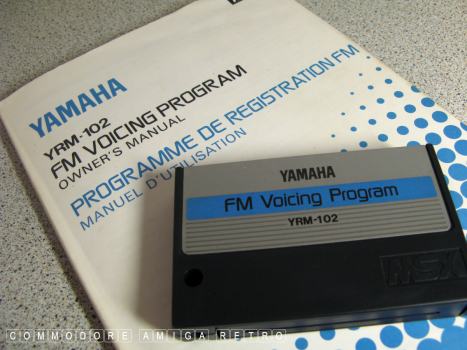 YAMAHA
YRM-102
FM VOICING PROGRAM
OWNER'S MANUAL
PROGRAMME DE REGISTRATION FM
MANUEL D'UTILISATION
YAMAHA
FM Voicing Program
YRM-102
MSX
COMMODORE AMIGA RETRO